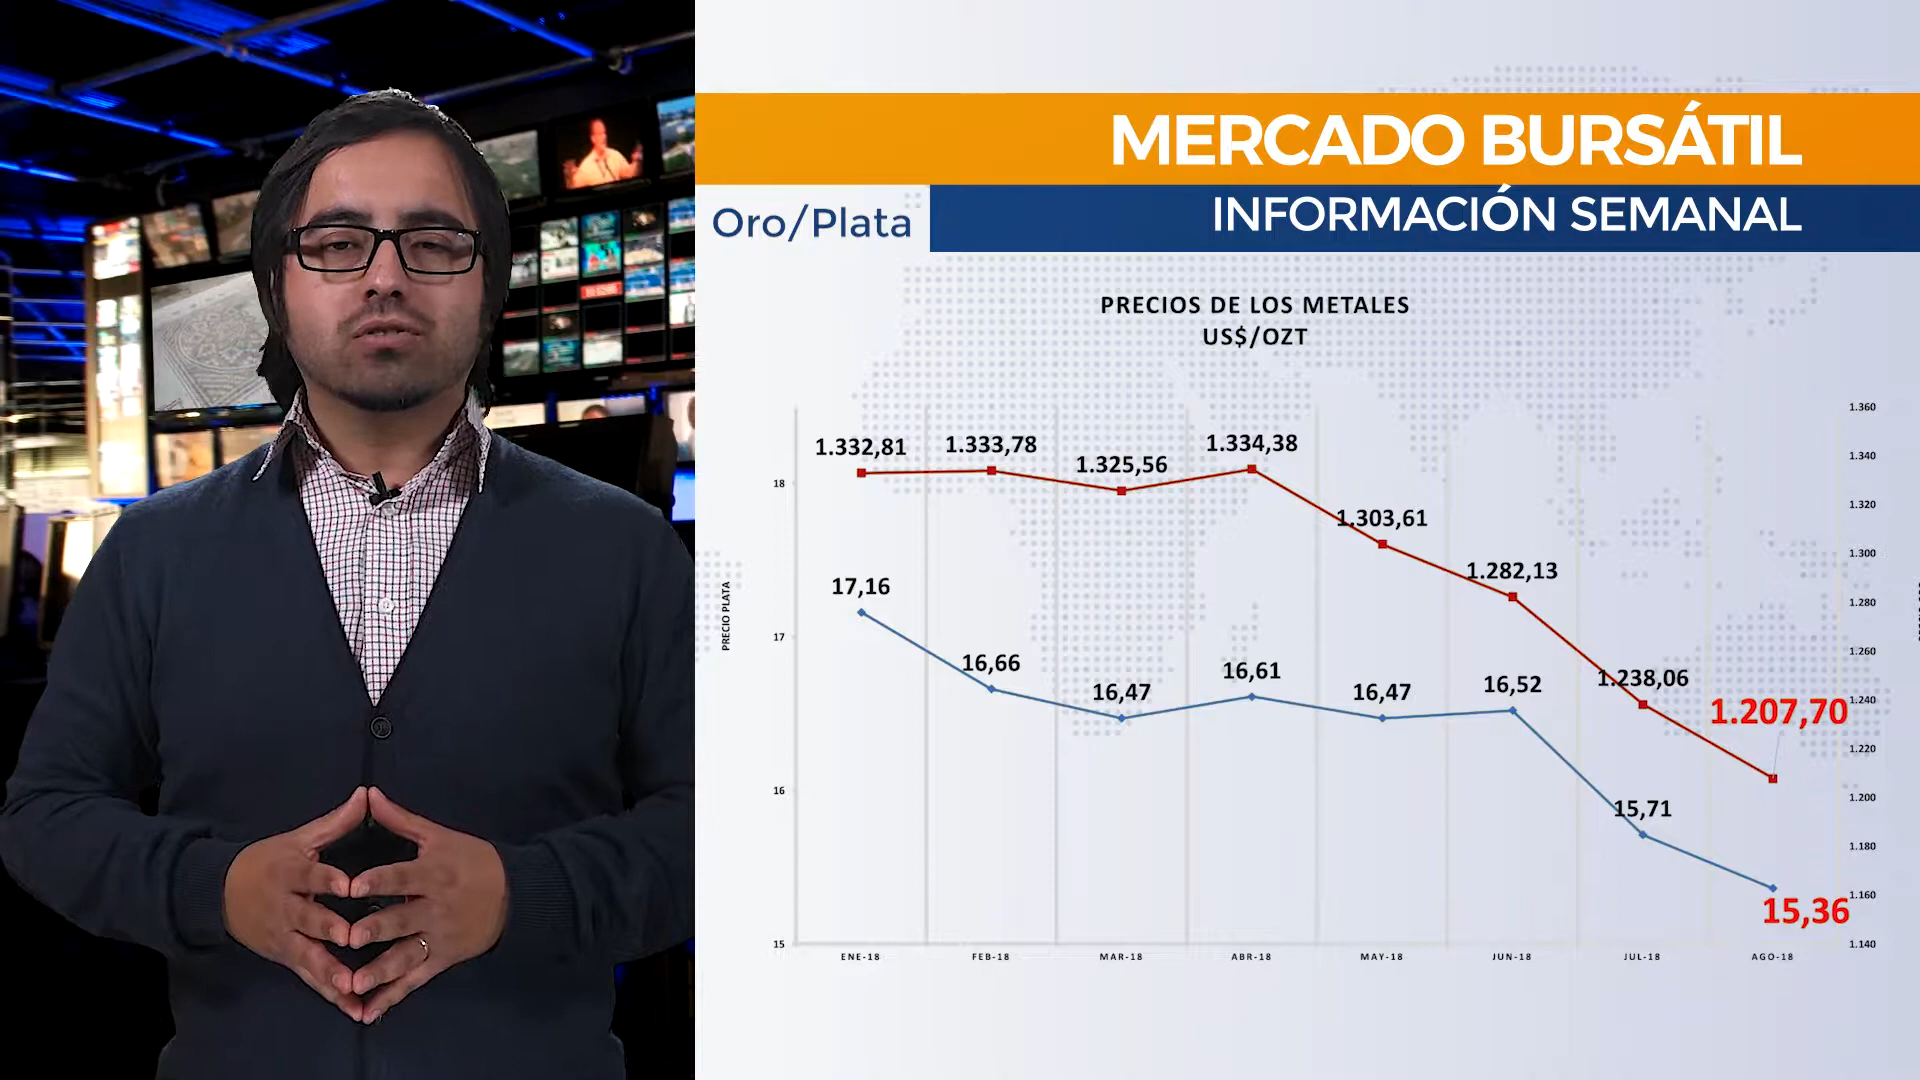 MERCADO BURSÁTIL
INFORMACIÓN SEMANAL
Oro/Plata
PRECIOS DE LOS METALES
US$/OZT
1.332,81
1.333,78
1.325,56
1.334,38
1.303,61
1.282,13
1.238,06
1.207,70
17,16
16,66
16,47
16,61
16,47
16,52
15,71
15,36
PRECIO PLATA
18
17
16
15
1.360
1.340
1.320
1.300
1.280
1.260
1.240
1.220
1.200
1.180
1.160
1.140
ENE-18
FEB-18
MAR-18
ABR-18
MAY-18
JUN-18
JUL-18
AGO-18